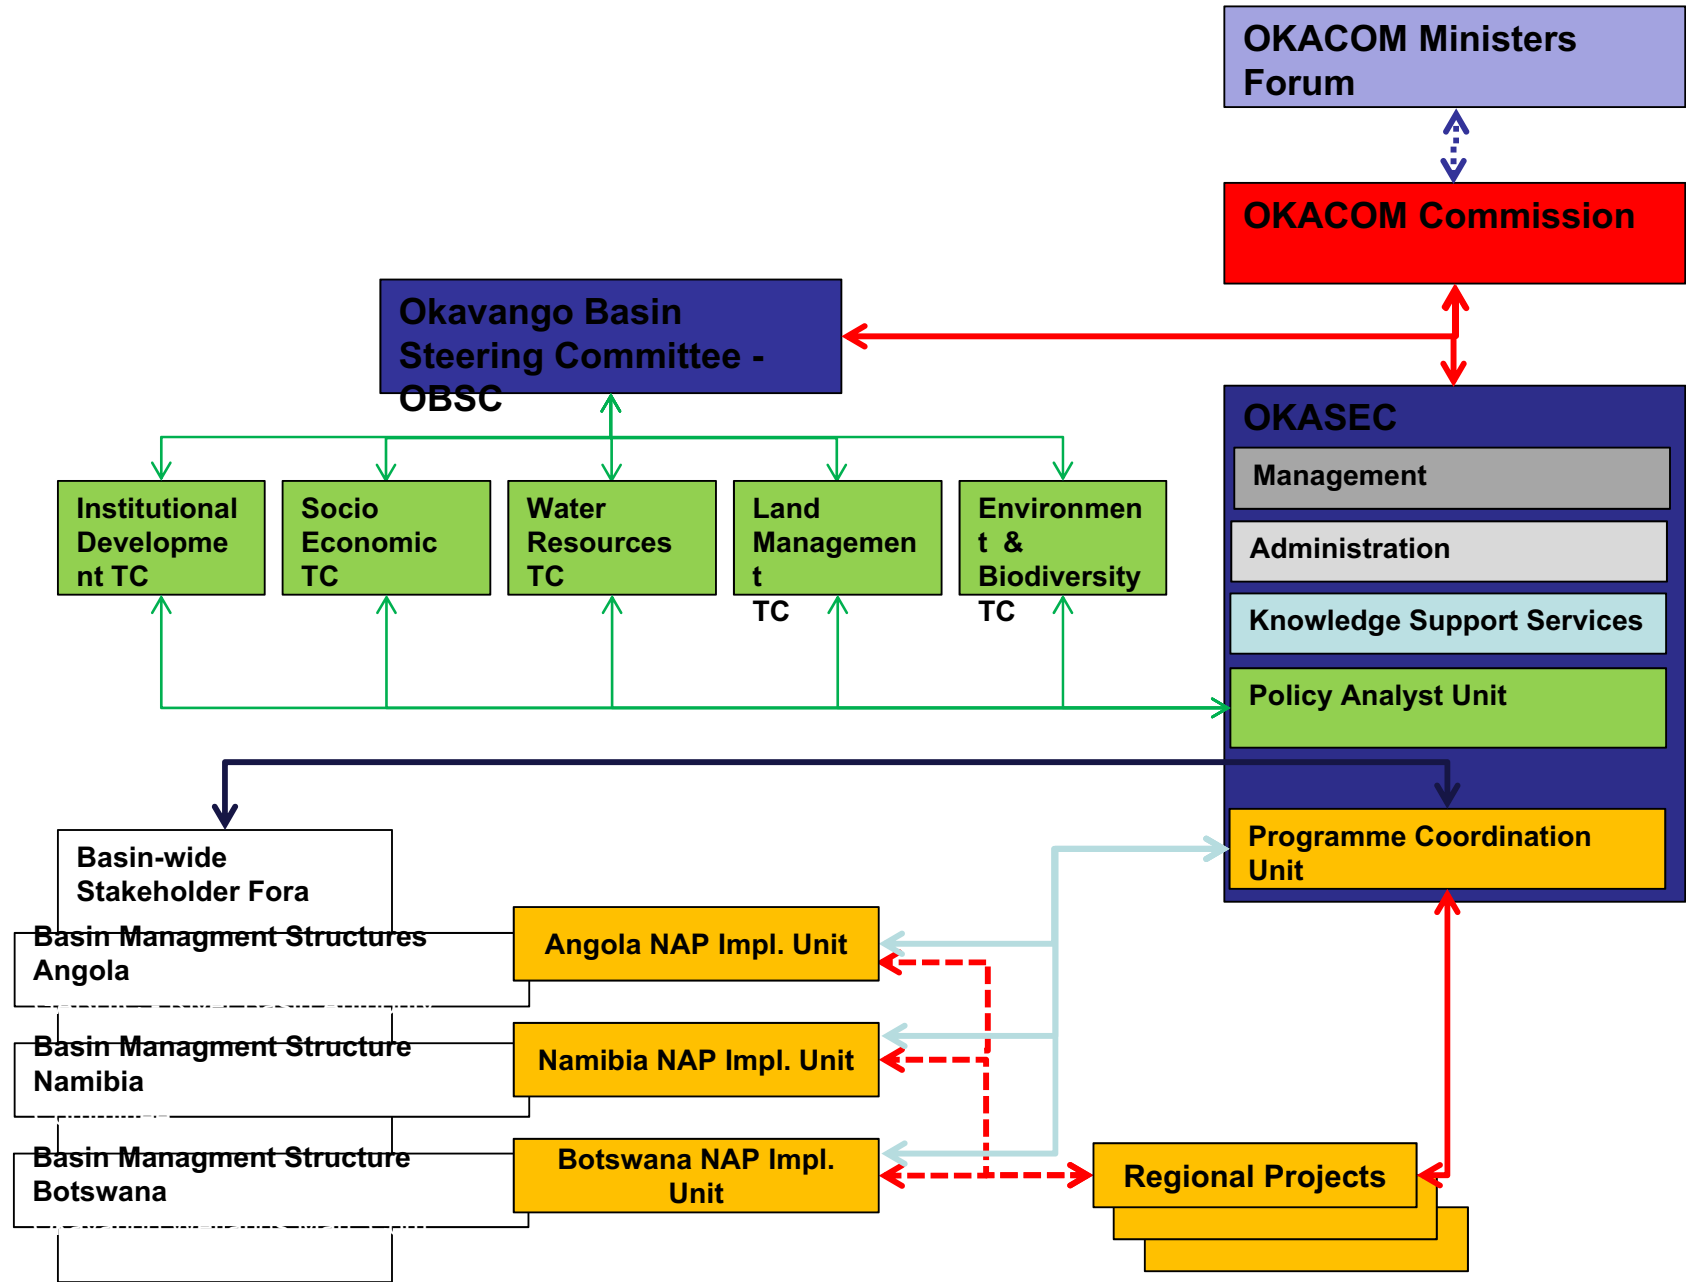 OKACOM Ministers
Forum
OKACOM Commission
Okavango Basin
Steering Committee -
OBSC
OKASEC
Management
Administration
Knowledge Support Services
Policy Analyst Unit
Programme Coordination
Unit
Institutional
Developme
nt TC
Socio
Economic
TC
Water
Resources
TC
Land
Managemen
t
TC
Environmen
t &
Biodiversity
TC
Basin-wide
Stakeholder Fora
Basin Managment Structures
Angola
Angola NAP Impl. Unit
Basin Managment Structure
Namibia
Namibia NAP Impl. Unit
Basin Managment Structure
Botswana
Botswana NAP Impl.
Unit
Regional Projects